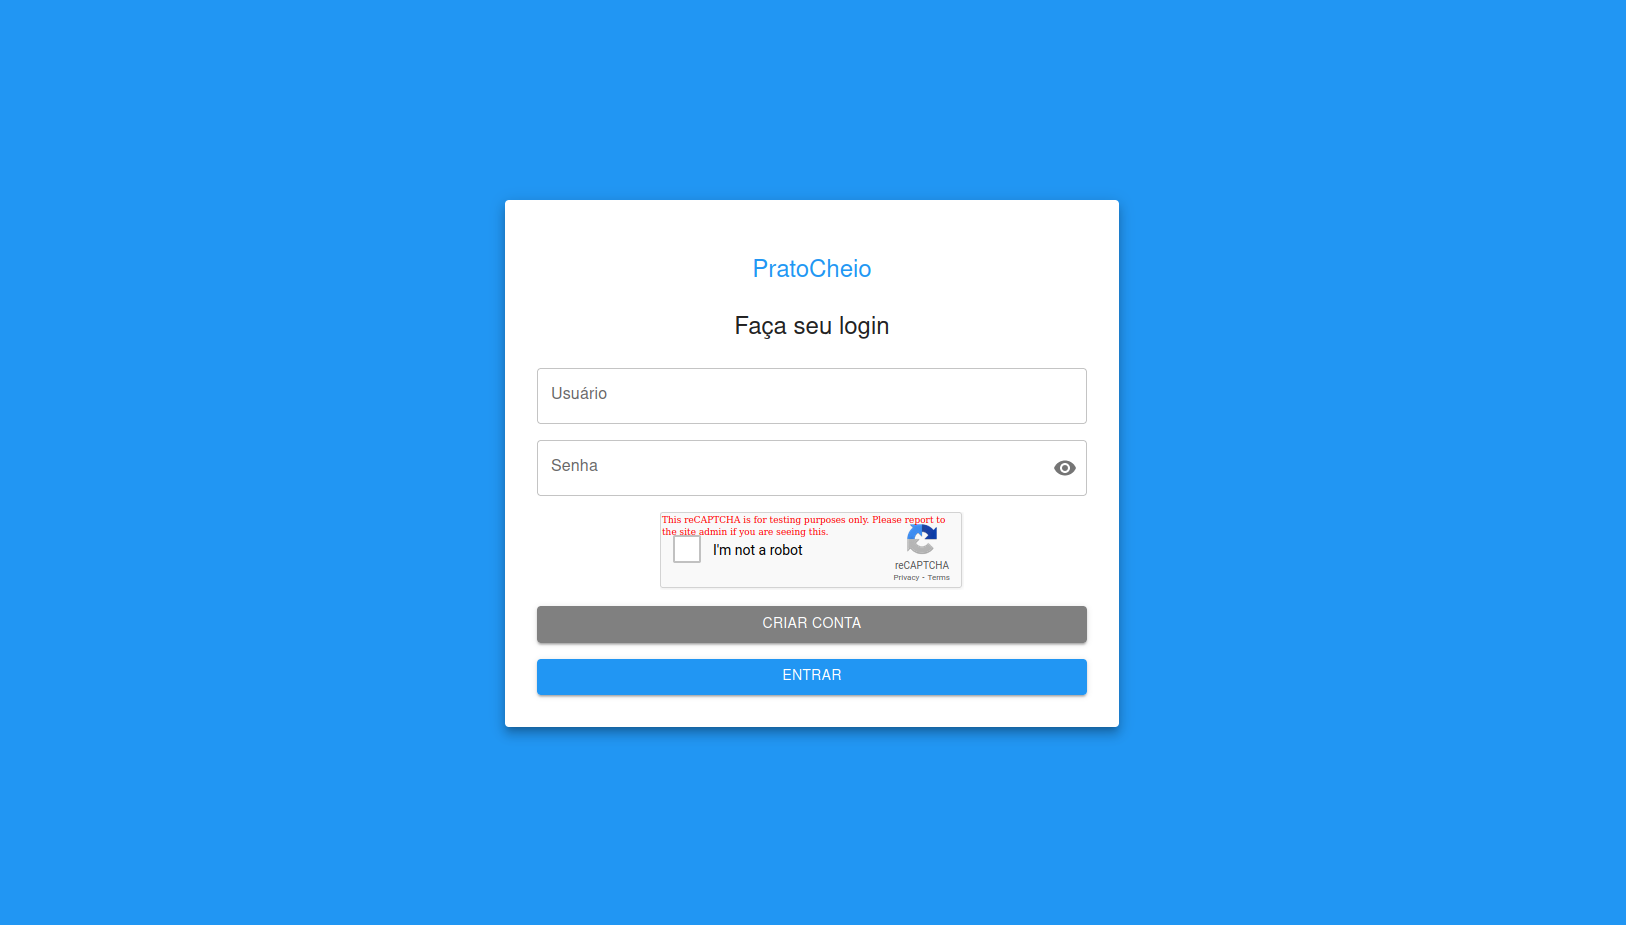 PratoCheio
Faça seu login
Usuário
Senha
This reCAPTCHA is for testing purposes only. Please report to
the site admin if you are seeing this.
I'm not a robot
reCAPTCHA
Privacy - Terms
CRIAR CONTA
ENTRAR